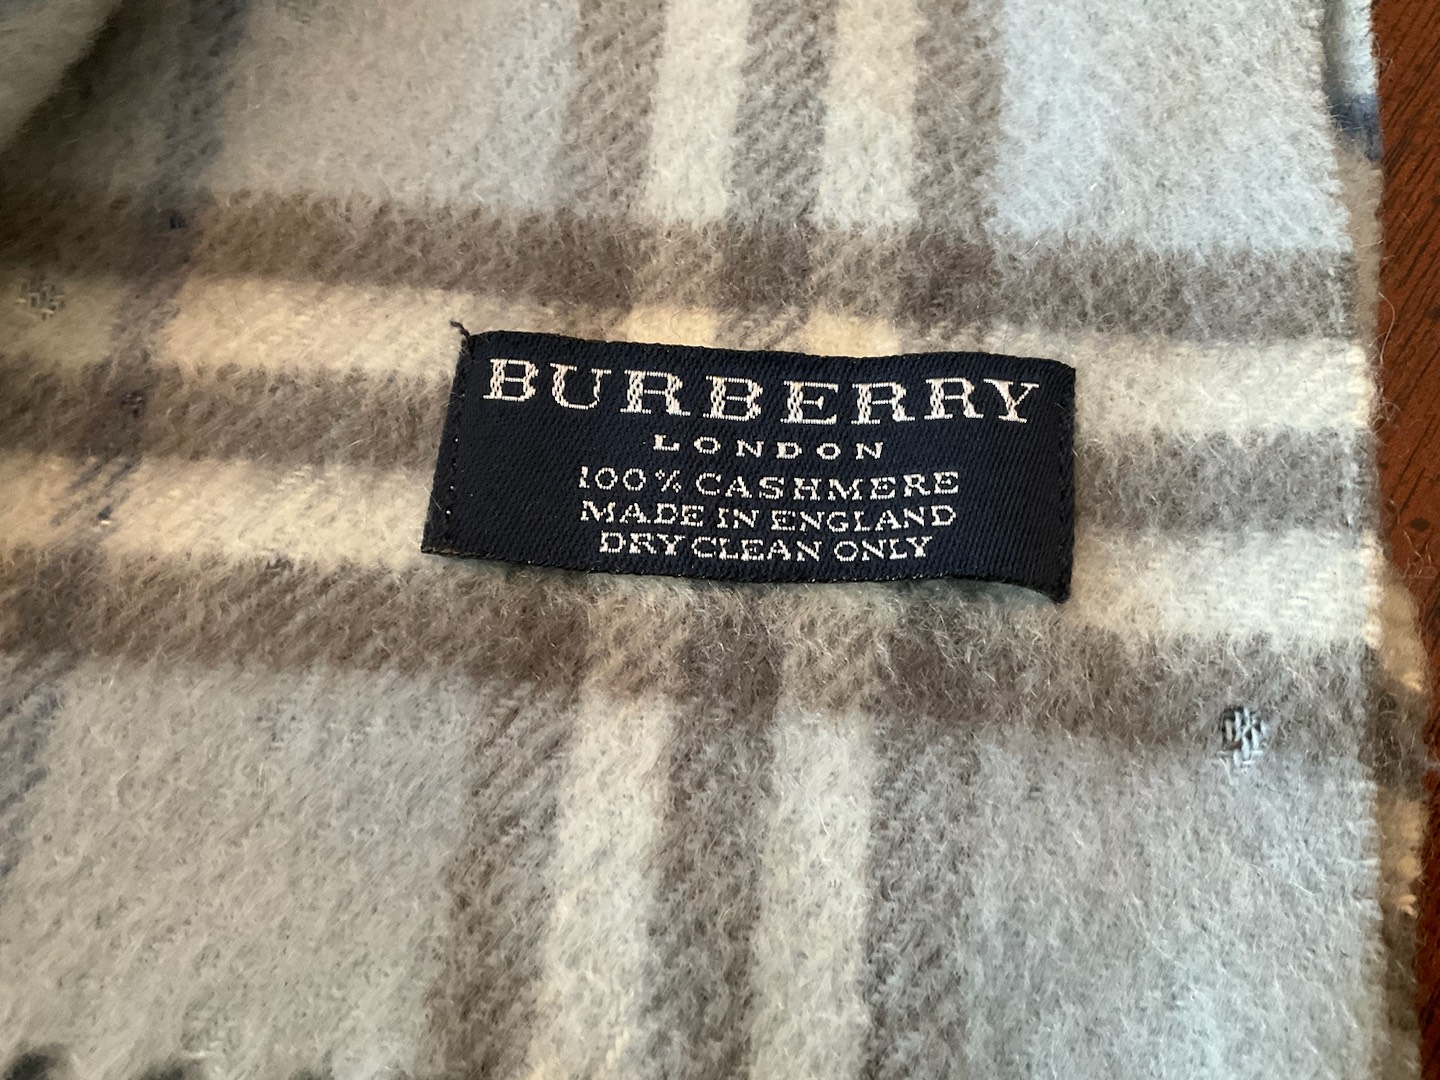 BURBERRY
LONDON
100% CASHMERE
MADE IN ENGLAND
DRY CLEAN ONLY